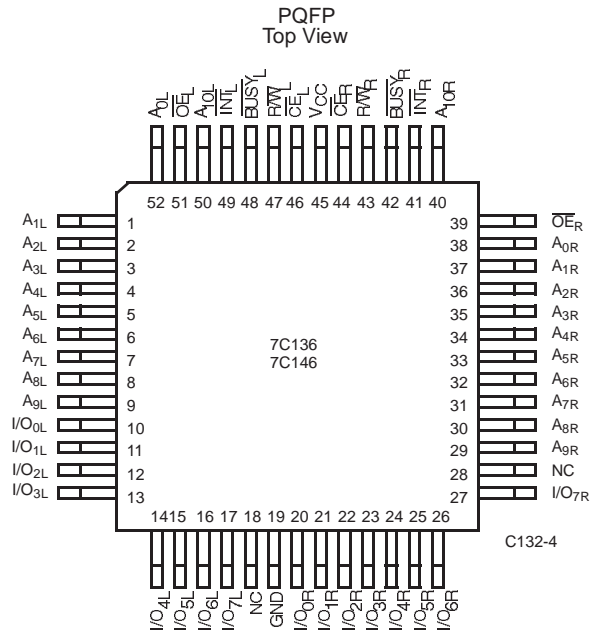 PQFP
Top View
A0L
OEL
A10L
INTL
BUSYL
R/WL
CEL
VCC
CER
R/WR
BUSYR
INTR
A10R
52 51 50 49 48 47 46 45 44 43 42 41 40
A1L 1 39 OER
A2L 2 38 A0R
A3L 3 37 A1R
A4L 4 36 A2R
A5L 5 35 A3R
A6L 6 34 A4R
7C136
A7L 7 33 A5R
7C146
A8L 8 32 A6R
A9L 9 31 A7R
I/O0L 10 30 A8R
I/O1L 11 29 A9R
I/O2L 12 28 NC
I/O3L 13 27 I/O7R
14 15 16 17 18 19 20 21 22 23 24 25 26
C132-4
I/O4L
I/O5L
I/O6L
I/O7L
NC
GND
I/O0R
I/O1R
I/O2R
I/O3R
I/O4R
I/O5R
I/O6R